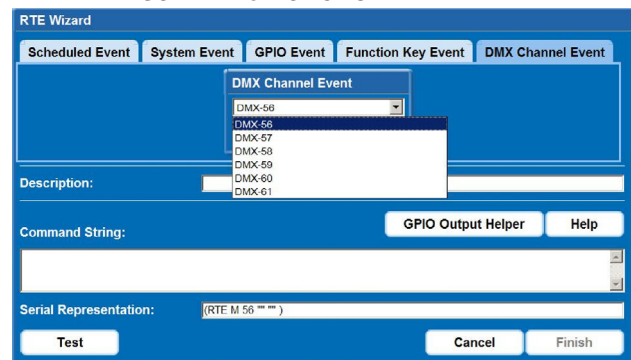 RTE Wizard
Scheduled Event System Event GPIO Event Function Key Event DMX Channel Event
DMX Channel Event
DMX-56
DMX-56
DMX-57
DMX-58
DMX-59
DMX-60
DMX-61
Description:
GPIO Output Helper Help
Command String:
Serial Representation: (RTE M 56 "" "" )
Test Cancel Finish